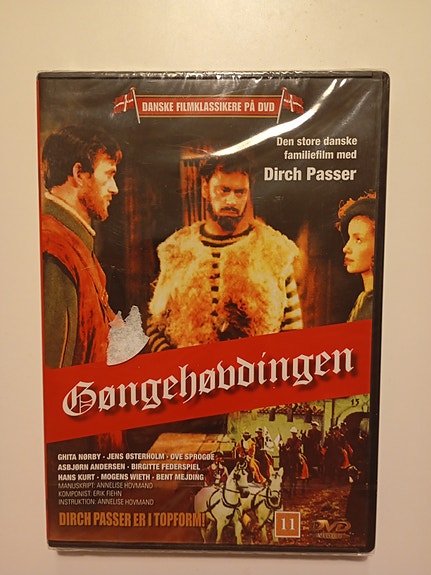 DANSKE FILMKLASSIKERE PÅ DVD
Den store danske
familiefilm med
Dirch Passer
Gøngehøvdingen
GHITA NØRBY · JENS ØSTERHOLM · OVE SPROGØE
ASBJØRN ANDERSEN · BIRGITTE FEDERSPIEL
HANS KURT · MOGENS WIETH · BENT MEJDING
MANUSKRIPT: ANNELISE HOVMAND
KOMPONIST: ERIK FIEHN
INSTRUKTION: ANNELISE HOVMAND
DIRCH PASSER ER I TOPFORM!
11
DVD